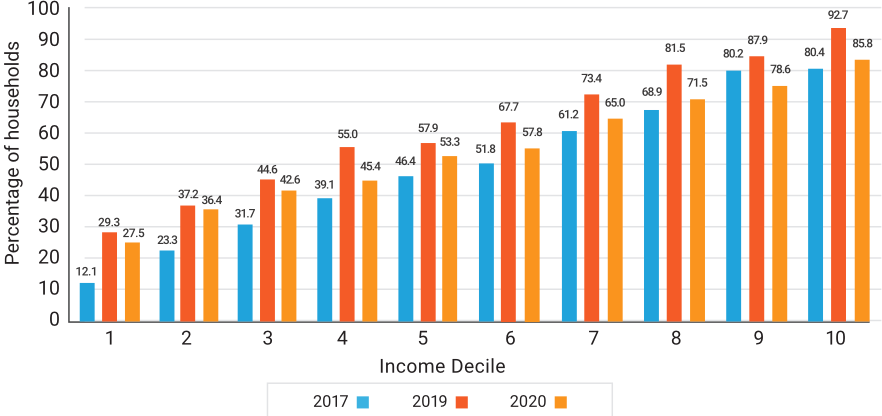 Percentage of households
100
90
80
70
60
50
40
30
20
10
0
12.1 29.3 27.5
23.3 37.2 36.4
31.7 44.6 42.6
39.1 55.0 45.4
46.4 57.9 53.3
51.8 67.7 57.8
61.2 73.4 65.0
68.9 81.5 71.5
80.2 87.9 78.6
80.4 92.7 85.8
1 2 3 4 5 6 7 8 9 10
Income Decile
2017 2019 2020